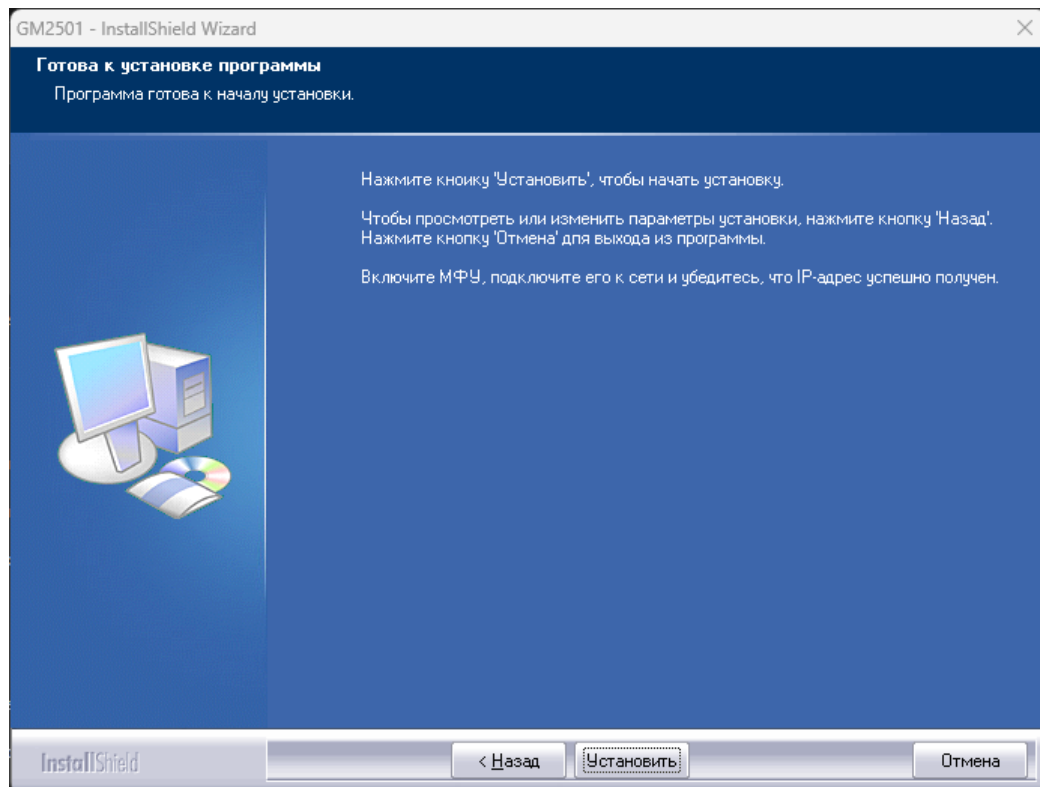 GM2501 - InstallShield Wizard
Готова к установке программы
Программа готова к началу установки.
Нажмите кноику 'Установить', чтобы начать установку.
Чтобы просмотреть или изменить параметры установки, нажмите кнопку 'Назад'.
Нажмите кнопку 'Отмена' для выхода из программы.
Включите МФУ, подключите его к сети и убедитесь, что IP-адрес успешно получен.
InstallShield
< Назад
Установить
Отмена